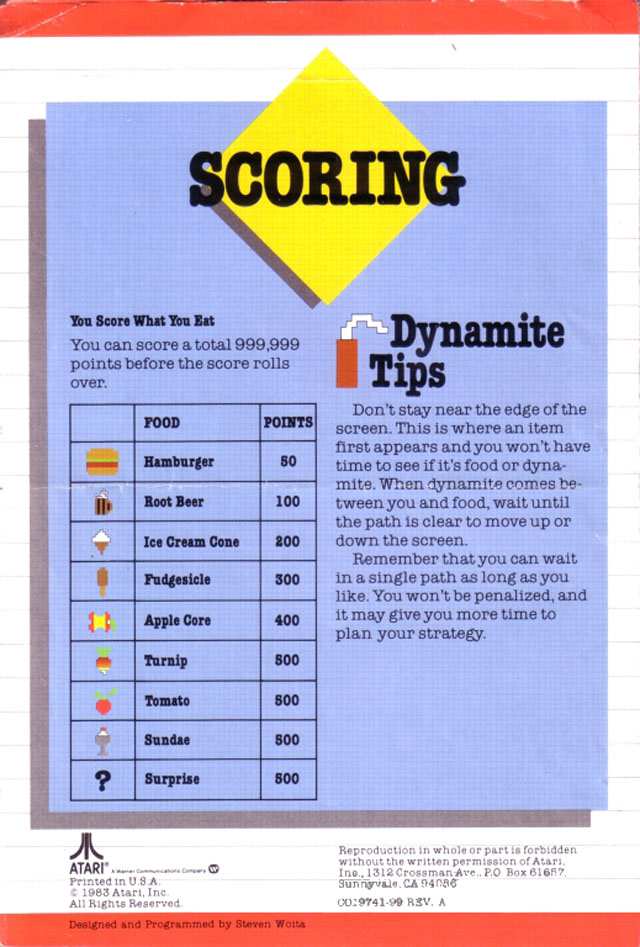 SCORING
You Score What You Eat
You can score a total 999,999
points before the score rolls
over.
FOOD POINTS
Hamburger 50
Root Beer 100
Ice Cream Cone 200
Fudgesicle 300
Apple Core 400
Turnip 500
Tomato 500
Sundae 500
? Surprise 500
Dynamite
Tips
Don't stay near the edge of the
screen. This is where an item
first appears and you won't have
time to see if it's food or dyna-
mite. When dynamite comes be-
tween you and food, wait until
the path is clear to move up or
down the screen.
Remember that you can wait
in a single path as long as you
like. You won't be penalized, and
it may give you more time to
plan your strategy.
ATARI® A Warner Communications Company
Printed in U.S.A.
© 1983 Atari, Inc.
All Rights Reserved.
Reproduction in whole or part is forbidden
without the written permission of Atari,
Inc., 1312 Crossman Ave., P.O. Box 61657,
Sunnyvale, CA 94086
CO19741-99 REV. A
Designed and Programmed by Steven Woita